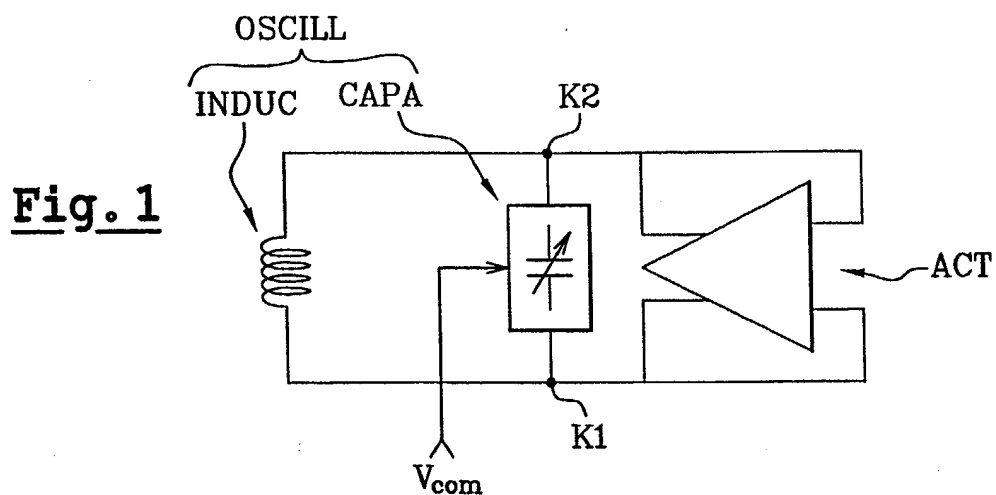 OSCILL
INDUC CAPA K2
Fig. 1
ACT
K1
Vcom